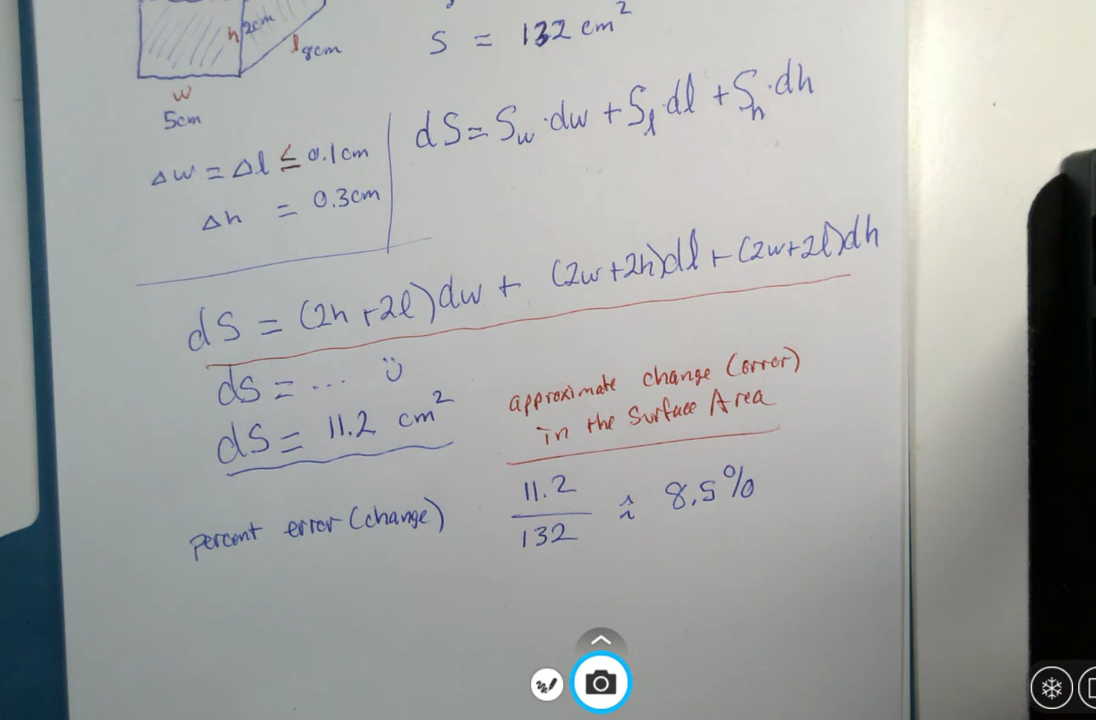 h 2cm
l 8cm
w
5cm
S = 132 cm²
Δw = Δl ≤ 0.1cm
Δh = 0.3cm
dS = S_w · dw + S_l · dl + S_h · dh
dS = (2h + 2l)dw + (2w + 2h)dl + (2w + 2l)dh
dS = ...
dS = 11.2 cm²
approximate change (error)
in the Surface Area
percent error (change)
11.2
132
≈ 8.5%